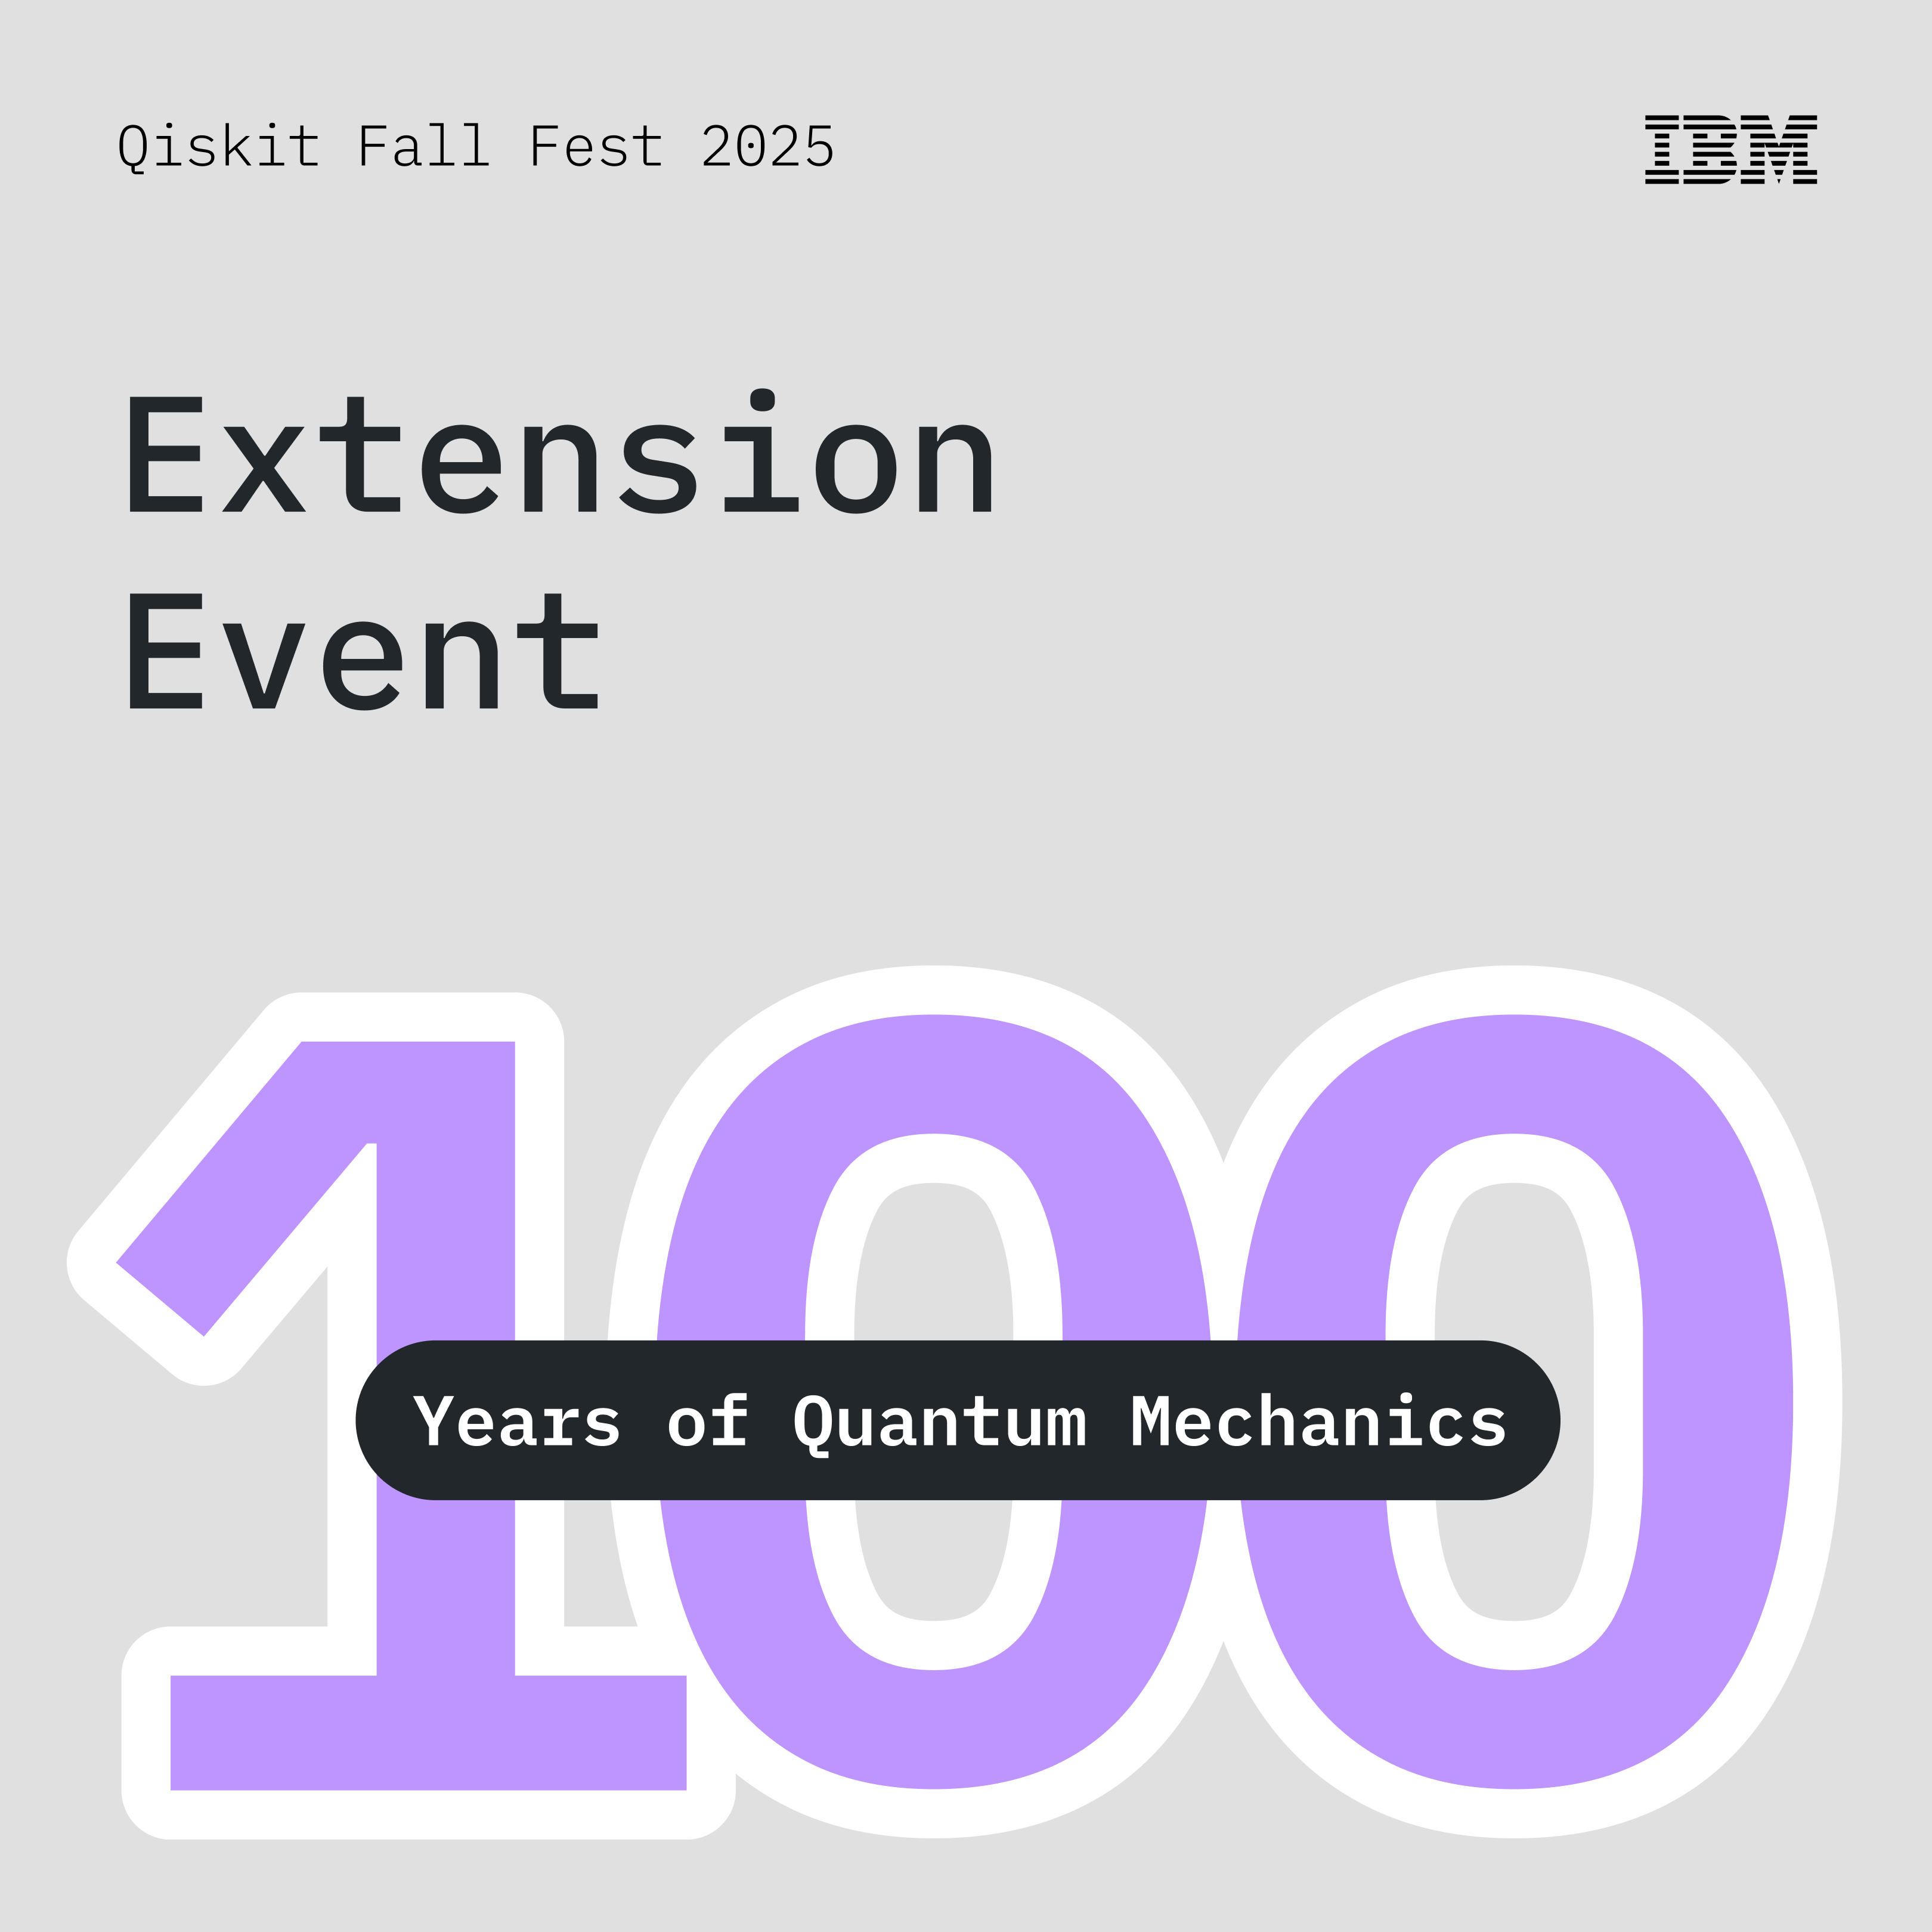 Qiskit Fall Fest 2025
IBM
Extension
Event
100
Years of Quantum Mechanics